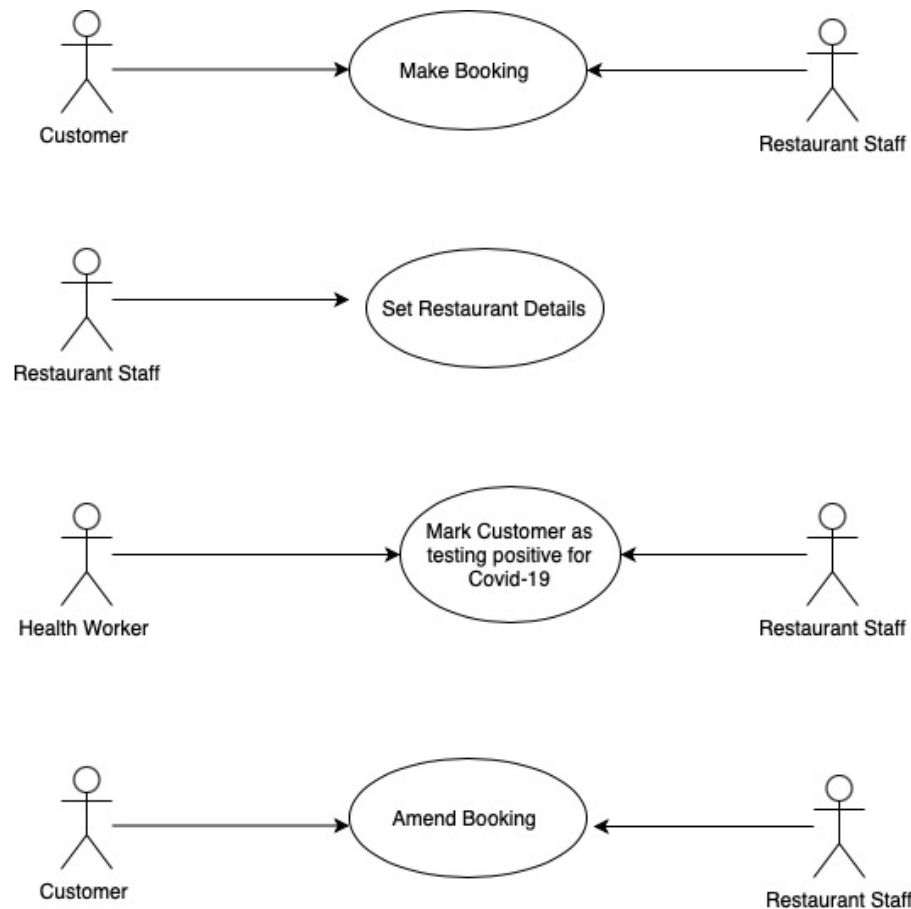 Make Booking
Customer
Restaurant Staff
Set Restaurant Details
Restaurant Staff
Mark Customer as
testing positive for
Covid-19
Health Worker
Restaurant Staff
Amend Booking
Customer
Restaurant Staff